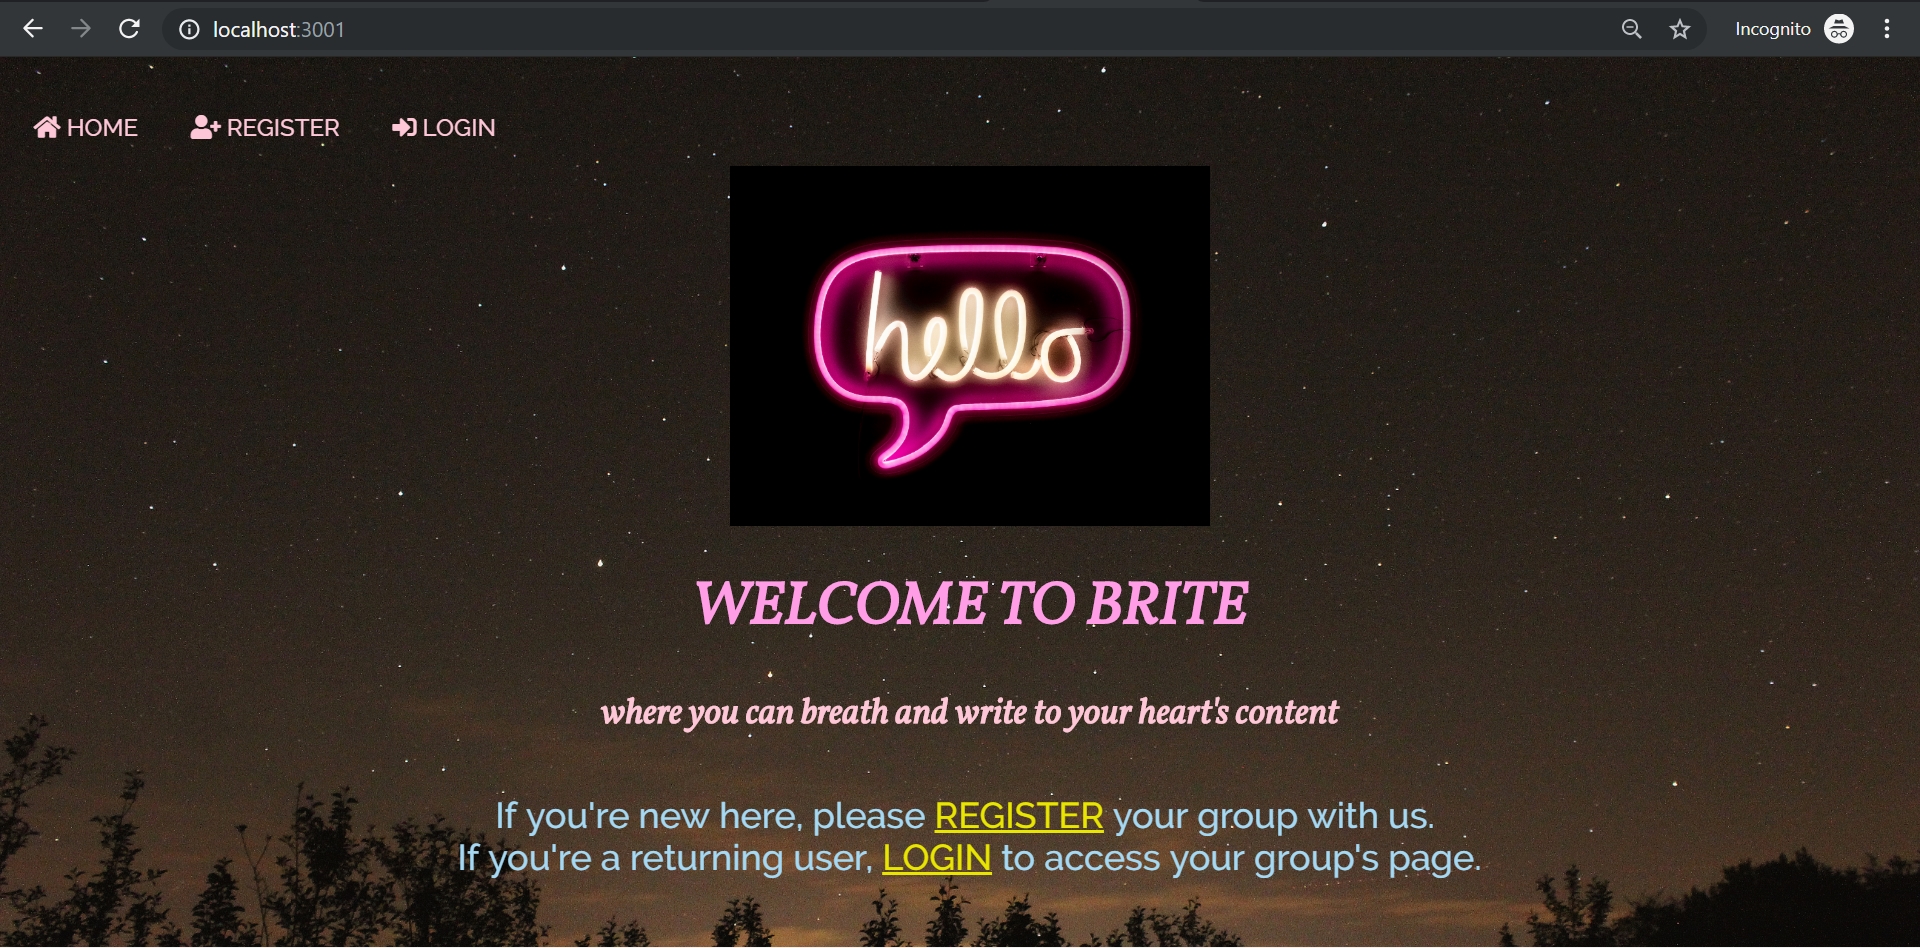 localhost:3001
Incognito
HOME REGISTER LOGIN
hello
WELCOME TO BRITE
where you can breath and write to your heart's content
If you're new here, please REGISTER your group with us.
If you're a returning user, LOGIN to access your group's page.